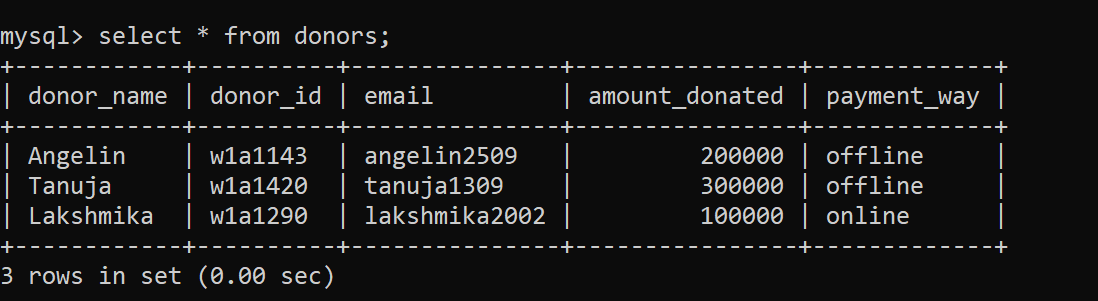 mysql> select * from donors;
+------------+----------+---------------+----------------+-------------+
| donor_name | donor_id | email         | amount_donated | payment_way |
+------------+----------+---------------+----------------+-------------+
| Angelin    | w1a1143  | angelin2509   |         200000 | offline     |
| Tanuja     | w1a1420  | tanuja1309    |         300000 | offline     |
| Lakshmika  | w1a1290  | lakshmika2002 |         100000 | online      |
+------------+----------+---------------+----------------+-------------+
3 rows in set (0.00 sec)